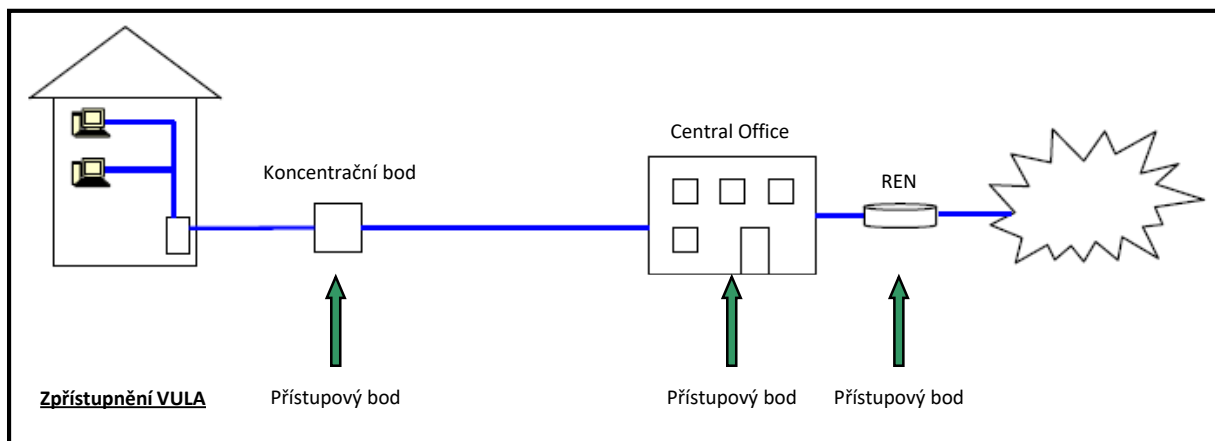 Central Office
Koncentrační bod
REN
Zpřístupnění VULA
Přístupový bod
Přístupový bod
Přístupový bod